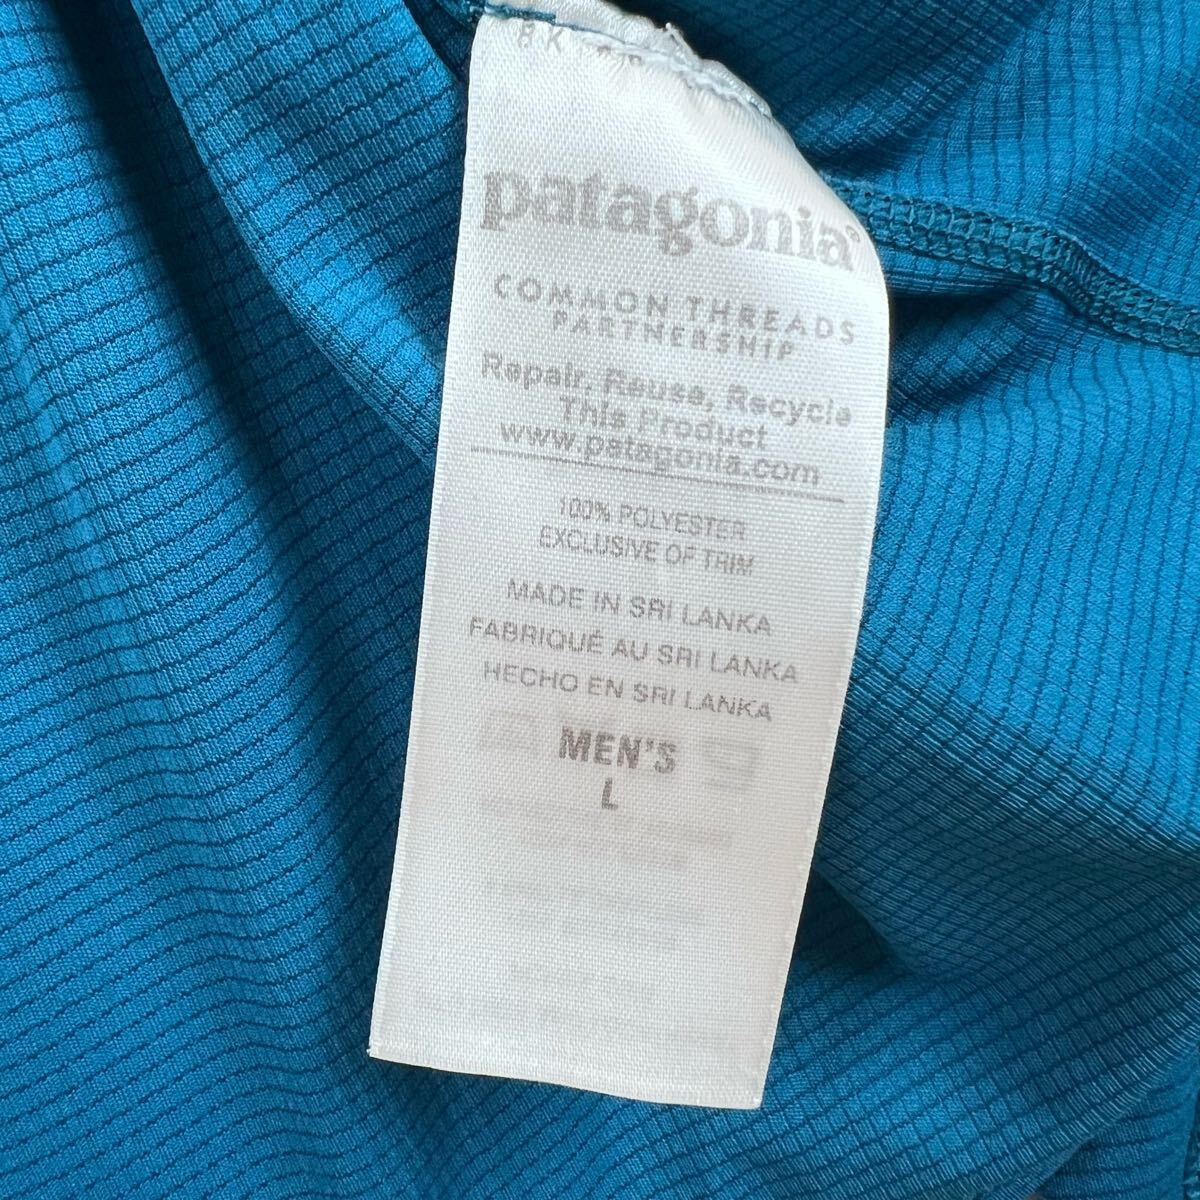 patagonia®
COMMON THREADS
PARTNERSHIP
Repair, Reuse, Recycle
This Product
www.patagonia.com
100% POLYESTER
EXCLUSIVE OF TRIM
MADE IN SRI LANKA
FABRIQUÉ AU SRI LANKA
HECHO EN SRI LANKA
MEN'S
L